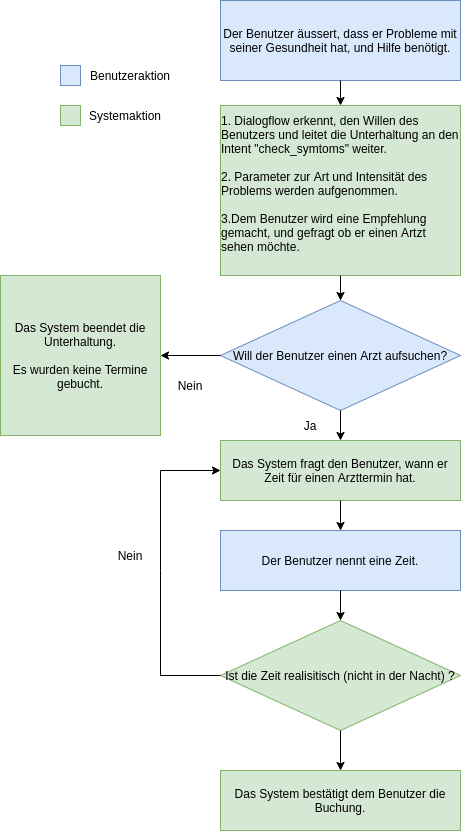 Der Benutzer äussert, dass er Probleme mit
seiner Gesundheit hat, und Hilfe benötigt.
Benutzeraktion
Systemaktion
1. Dialogflow erkennt, den Willen des
Benutzers und leitet die Unterhaltung an den
Intent "check_symtoms" weiter.
2. Parameter zur Art und Intensität des
Problems werden aufgenommen.
3.Dem Benutzer wird eine Empfehlung
gemacht, und gefragt ob er einen Artzt
sehen möchte.
Das System beendet die
Unterhaltung.
Es wurden keine Termine
gebucht.
Will der Benutzer einen Arzt aufsuchen?
Nein
Ja
Das System fragt den Benutzer, wann er
Zeit für einen Arzttermin hat.
Nein
Der Benutzer nennt eine Zeit.
Ist die Zeit realisitisch (nicht in der Nacht) ?
Das System bestätigt dem Benutzer die
Buchung.